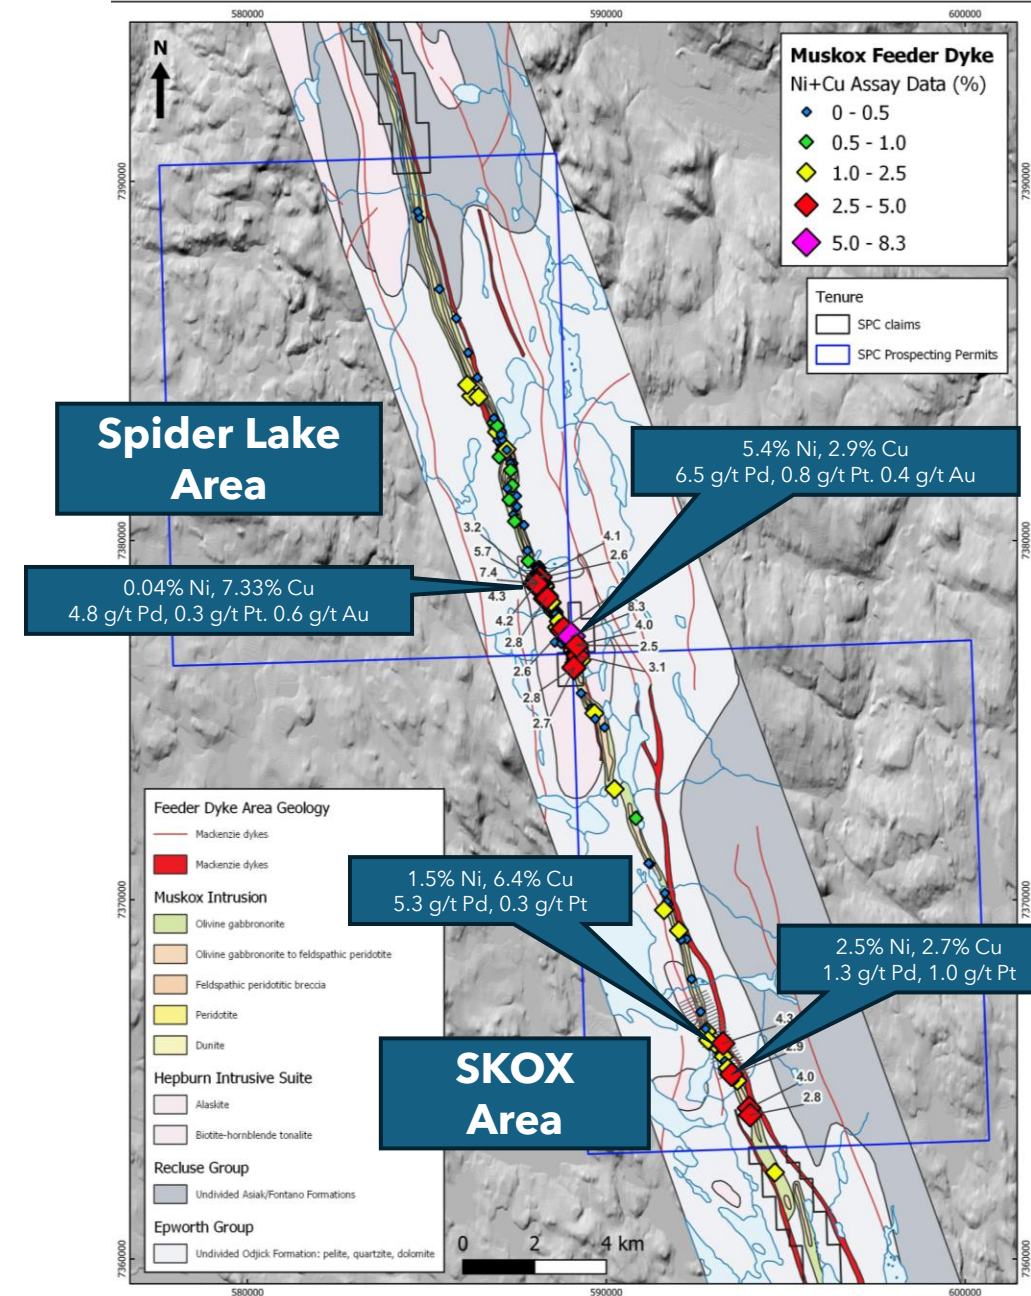 580000
590000
600000
N
Muskox Feeder Dyke
Ni+Cu Assay Data (%)
0 - 0.5
0.5 - 1.0
1.0 - 2.5
2.5 - 5.0
5.0 - 8.3
Tenure
SPC claims
SPC Prospecting Permits
7390000
7390000
Spider Lake
Area
5.4% Ni, 2.9% Cu
6.5 g/t Pd, 0.8 g/t Pt. 0.4 g/t Au
7380000
7380000
3.2
4.1
5.7
2.6
7.4
4.3
0.04% Ni, 7.33% Cu
4.8 g/t Pd, 0.3 g/t Pt. 0.6 g/t Au
8.3
4.2
4.0
2.8
2.5
2.6
3.1
2.8
2.7
Feeder Dyke Area Geology
Mackenzie dykes
Mackenzie dykes
Muskox Intrusion
Olivine gabbronorite
Olivine gabbronorite to feldspathic peridotite
Feldspathic peridotitic breccia
Peridotite
Dunite
Hepburn Intrusive Suite
Alaskite
Biotite-hornblende tonalite
Recluse Group
Undivided Asiak/Fontano Formations
Epworth Group
Undivided Odjick Formation: pelite, quartzite, dolomite
7370000
7370000
1.5% Ni, 6.4% Cu
5.3 g/t Pd, 0.3 g/t Pt
2.5% Ni, 2.7% Cu
1.3 g/t Pd, 1.0 g/t Pt
4.3
2.9
4.0
2.8
SKOX
Area
0 2 4 km
7360000
7360000
580000
590000
600000